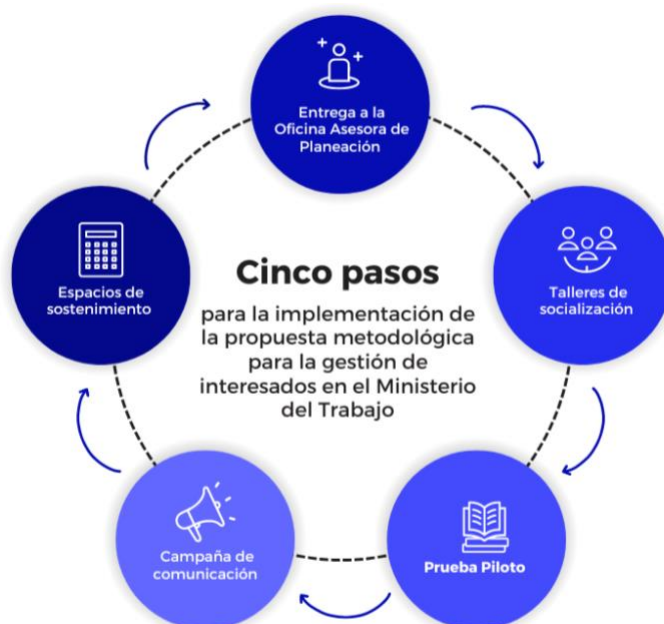 Entrega a la
Oficina Asesora de
Planeación
Talleres de
socialización
Prueba Piloto
Campaña de
comunicación
Espacios de
sostenimiento
Cinco pasos
para la implementación de
la propuesta metodológica
para la gestión de
interesados en el Ministerio
del Trabajo